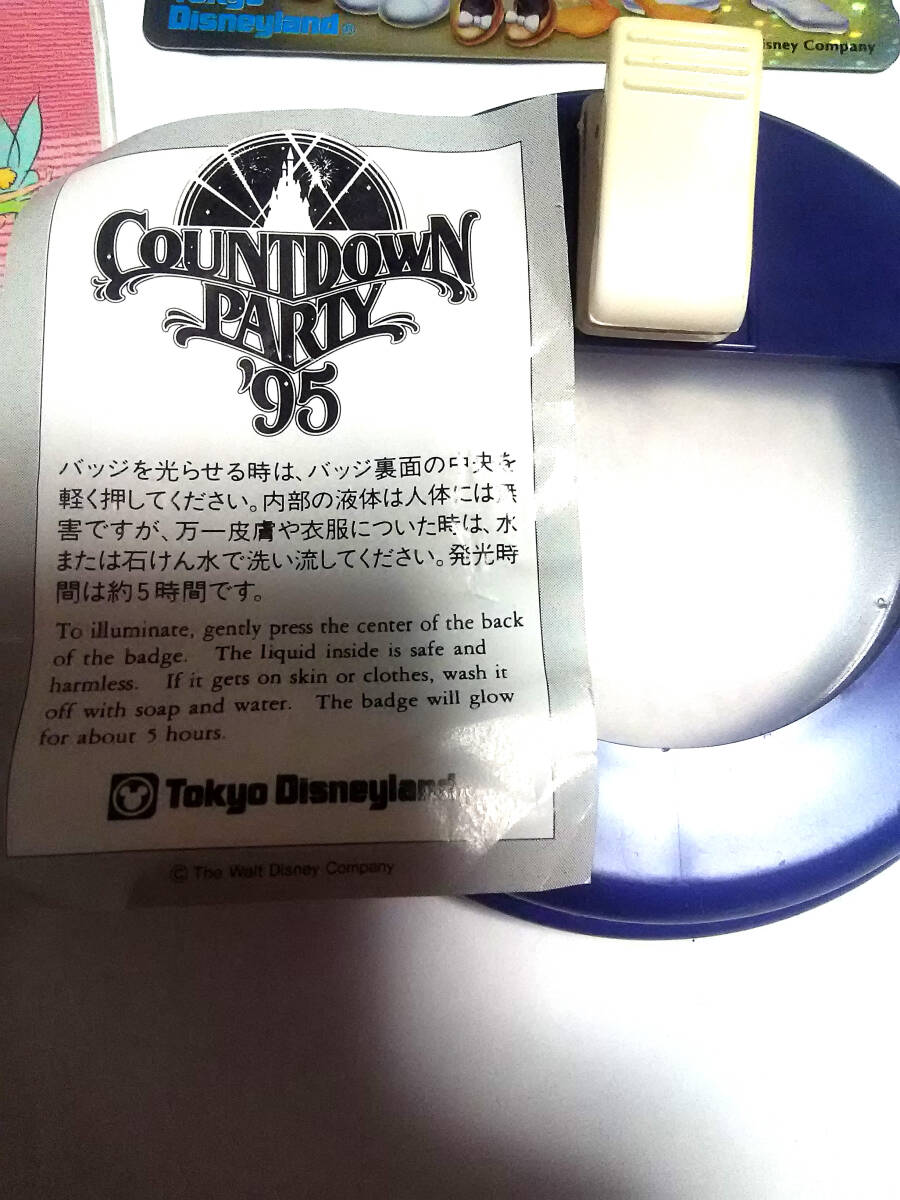 Tokyo
Disneyland®
Disney Company
COUNTDOWN
PARTY
'95
バッジを光らせる時は、バッジ裏面の中央を
軽く押してください。内部の液体は人体には無
害ですが、万一皮膚や衣服についた時は、水
または石けん水で洗い流してください。発光時
間は約5時間です。
To illuminate, gently press the center of the back
of the badge. The liquid inside is safe and
harmless. If it gets on skin or clothes, wash it
off with soap and water. The badge will glow
for about 5 hours.
Tokyo Disneyland
© The Walt Disney Company